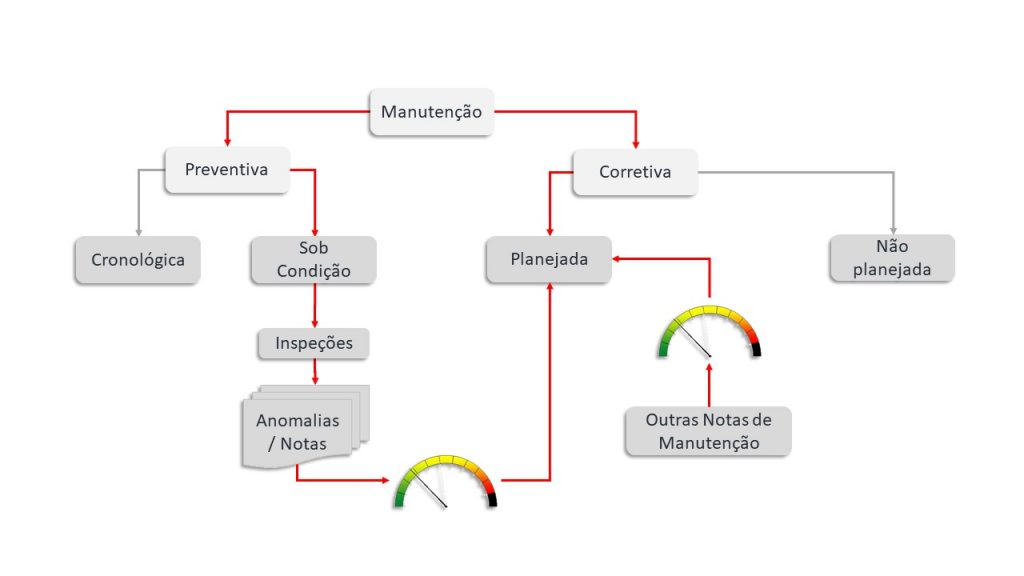 Manutenção
Preventiva
Corretiva
Cronológica
Sob
Condição
Planejada
Não
planejada
Inspeções
Anomalias
/ Notas
Outras Notas de
Manutenção